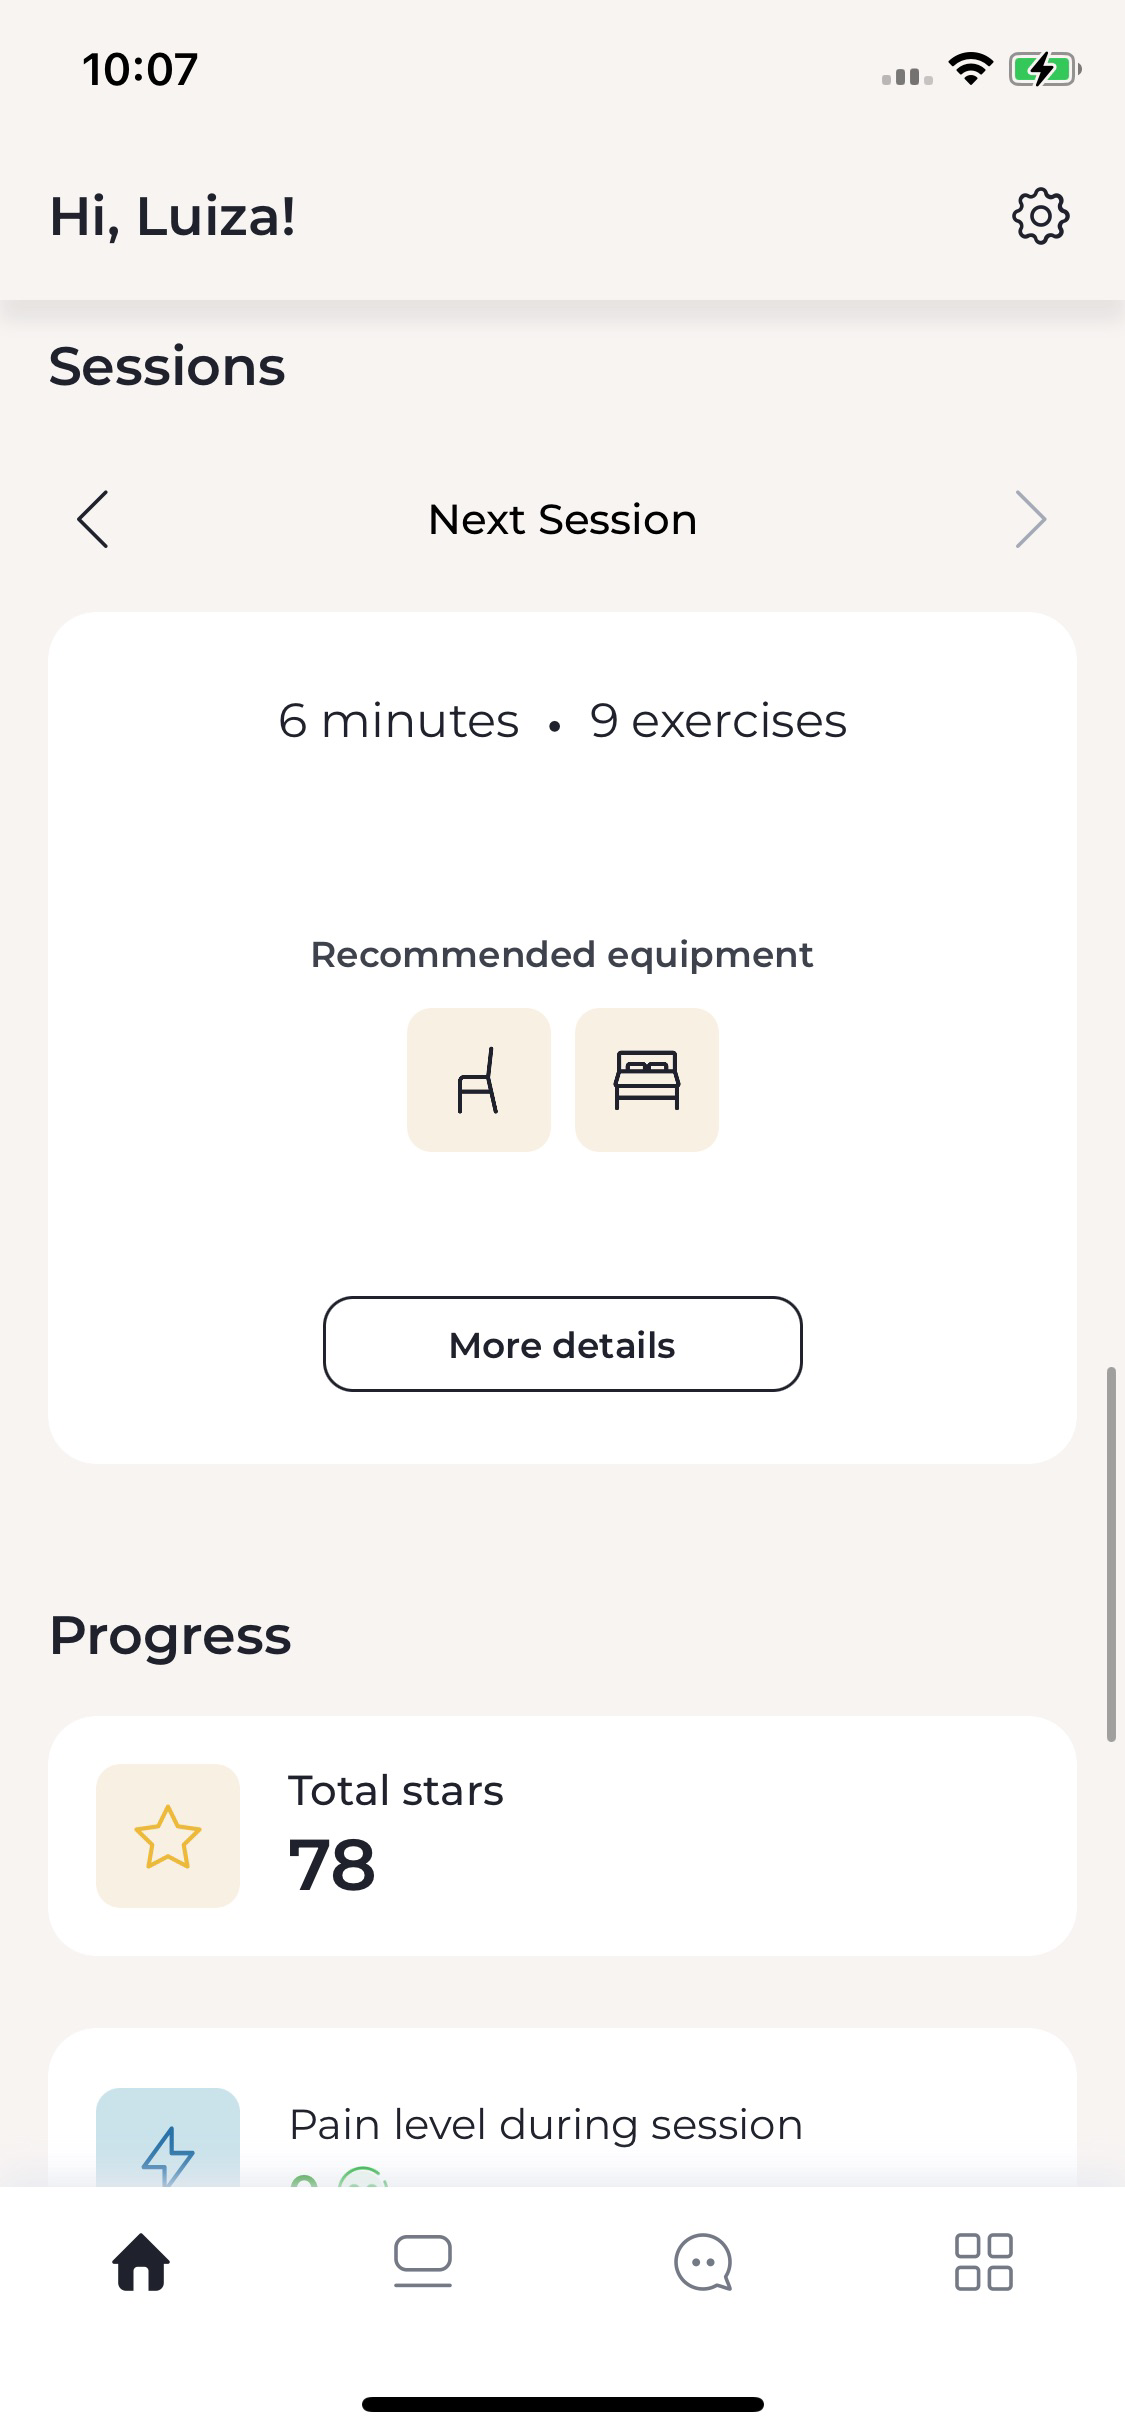 10:07
Hi, Luiza!
Sessions
Next Session
6 minutes • 9 exercises
Recommended equipment
More details
Progress
Total stars
78
Pain level during session